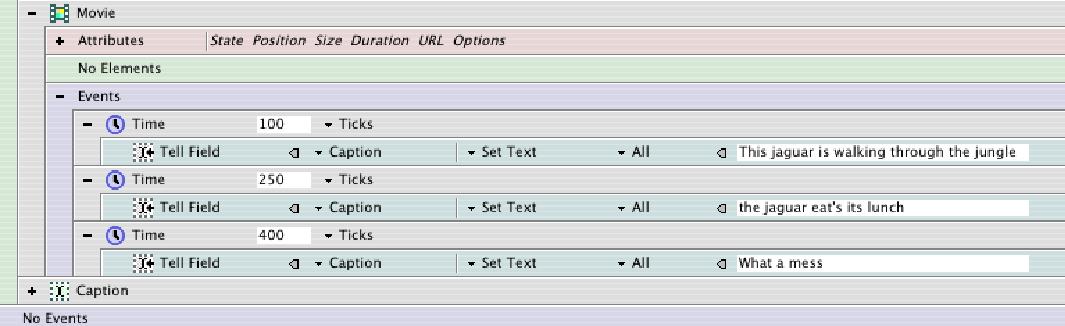 Movie
Attributes State Position Size Duration URL Options
No Elements
Events
Time 100 Ticks
Tell Field Caption Set Text All This jaguar is walking through the jungle
Time 250 Ticks
Tell Field Caption Set Text All the jaguar eat's its lunch
Time 400 Ticks
Tell Field Caption Set Text All What a mess
Caption
No Events